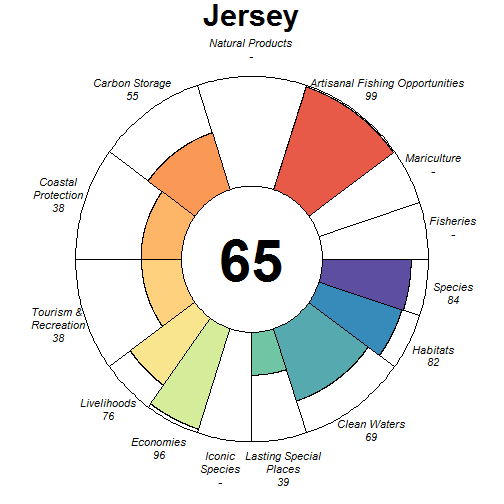 Jersey
Natural Products
-
Carbon Storage
55
Artisanal Fishing Opportunities
99
Mariculture
-
Coastal
Protection
38
Fisheries
-
65
Species
84
Tourism &
Recreation
38
Habitats
82
Livelihoods
76
Clean Waters
69
Economies
96
Iconic
Species
-
Lasting Special
Places
39